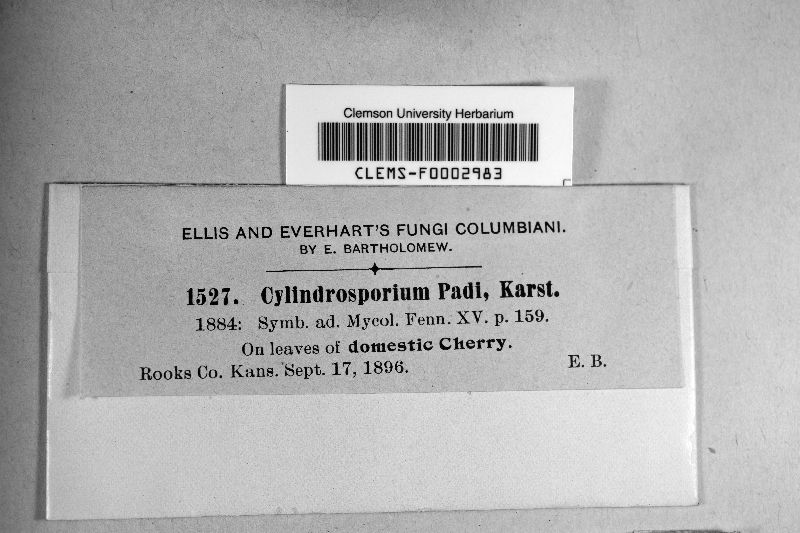 Clemson University Herbarium
CLEMS-F0002983
ELLIS AND EVERHART'S FUNGI COLUMBIANI.
BY E. BARTHOLOMEW.
1527. Cylindrosporium Padi, Karst.
1884: Symb. ad. Mycol. Fenn. XV. p. 159.
On leaves of domestic Cherry.
Rooks Co. Kans. Sept. 17, 1896. E. B.